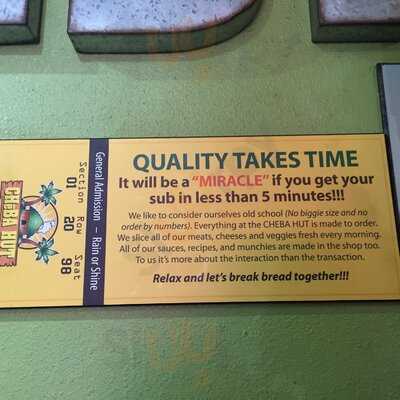 CHEBA HUT
Section Row Seat
01 20 98
General Admission – Rain or Shine
QUALITY TAKES TIME
It will be a "MIRACLE" if you get your
sub in less than 5 minutes!!!
We like to consider ourselves old school (No biggie size and no
order by numbers). Everything at the CHEBA HUT is made to order.
We slice all of our meats, cheeses and veggies fresh every morning.
All of our sauces, recipes, and munchies are made in the shop too.
To us it's more about the interaction than the transaction.
Relax and let's break bread together!!!